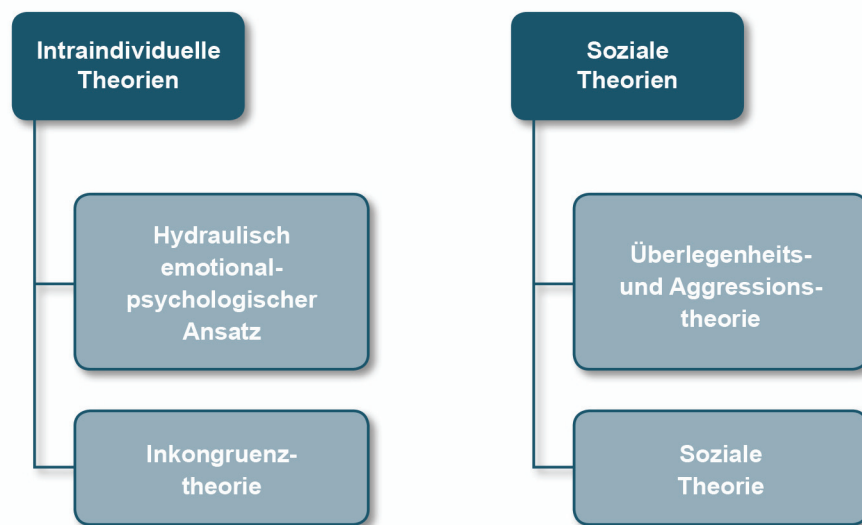 Intraindividuelle
Theorien
Hydraulisch
emotional-
psychologischer
Ansatz
Inkongruenz-
theorie
Soziale
Theorien
Überlegenheits-
und Aggressions-
theorie
Soziale
Theorie